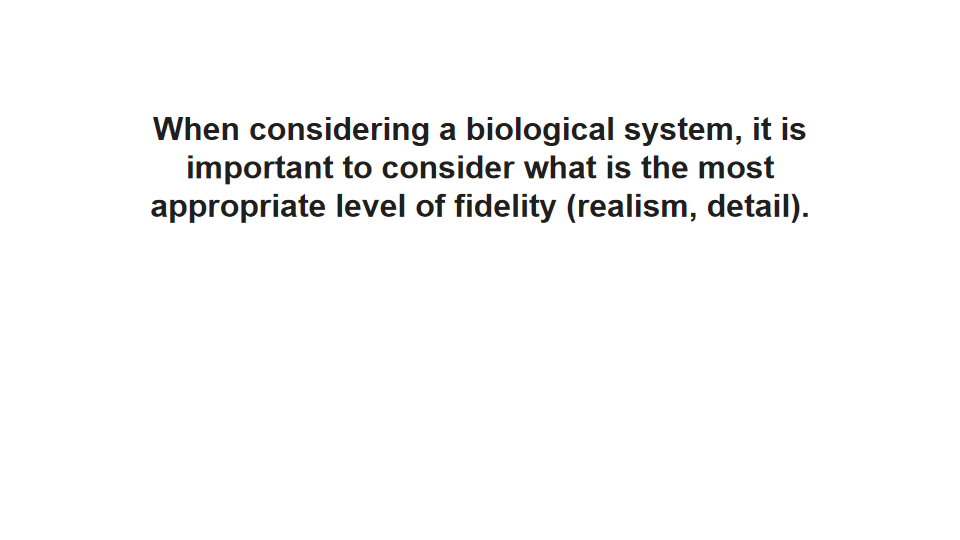 When considering a biological system, it is
important to consider what is the most
appropriate level of fidelity (realism, detail).